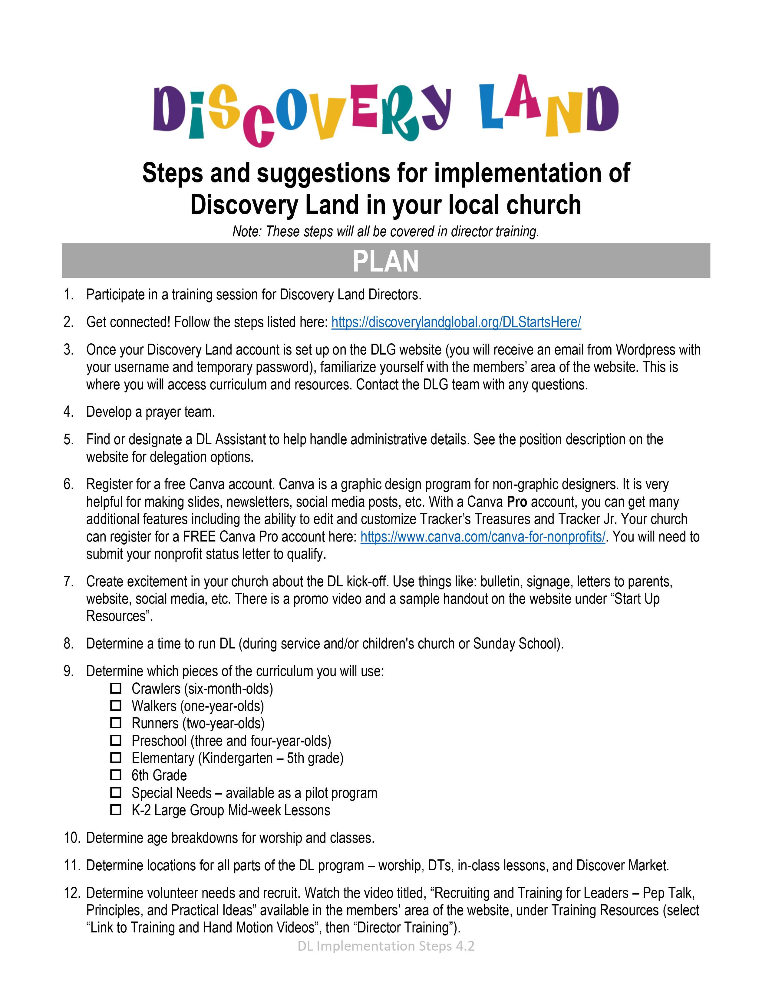 DiSCOVERY LAND
Steps and suggestions for implementation of
Discovery Land in your local church
Note: These steps will all be covered in director training.
PLAN
1. Participate in a training session for Discovery Land Directors.
2. Get connected! Follow the steps listed here: https://discoverylandglobal.org/DLStartsHere/
3. Once your Discovery Land account is set up on the DLG website (you will receive an email from Wordpress with
your username and temporary password), familiarize yourself with the members’ area of the website. This is
where you will access curriculum and resources. Contact the DLG team with any questions.
4. Develop a prayer team.
5. Find or designate a DL Assistant to help handle administrative details. See the position description on the
website for delegation options.
6. Register for a free Canva account. Canva is a graphic design program for non-graphic designers. It is very
helpful for making slides, newsletters, social media posts, etc. With a Canva Pro account, you can get many
additional features including the ability to edit and customize Tracker’s Treasures and Tracker Jr. Your church
can register for a FREE Canva Pro account here: https://www.canva.com/canva-for-nonprofits/. You will need to
submit your nonprofit status letter to qualify.
7. Create excitement in your church about the DL kick-off. Use things like: bulletin, signage, letters to parents,
website, social media, etc. There is a promo video and a sample handout on the website under “Start Up
Resources”.
8. Determine a time to run DL (during service and/or children's church or Sunday School).
9. Determine which pieces of the curriculum you will use:
☐ Crawlers (six-month-olds)
☐ Walkers (one-year-olds)
☐ Runners (two-year-olds)
☐ Preschool (three and four-year-olds)
☐ Elementary (Kindergarten – 5th grade)
☐ 6th Grade
☐ Special Needs – available as a pilot program
☐ K-2 Large Group Mid-week Lessons
10. Determine age breakdowns for worship and classes.
11. Determine locations for all parts of the DL program – worship, DTs, in-class lessons, and Discover Market.
12. Determine volunteer needs and recruit. Watch the video titled, “Recruiting and Training for Leaders – Pep Talk,
Principles, and Practical Ideas” available in the members’ area of the website, under Training Resources (select
“Link to Training and Hand Motion Videos”, then “Director Training”).
DL Implementation Steps 4.2